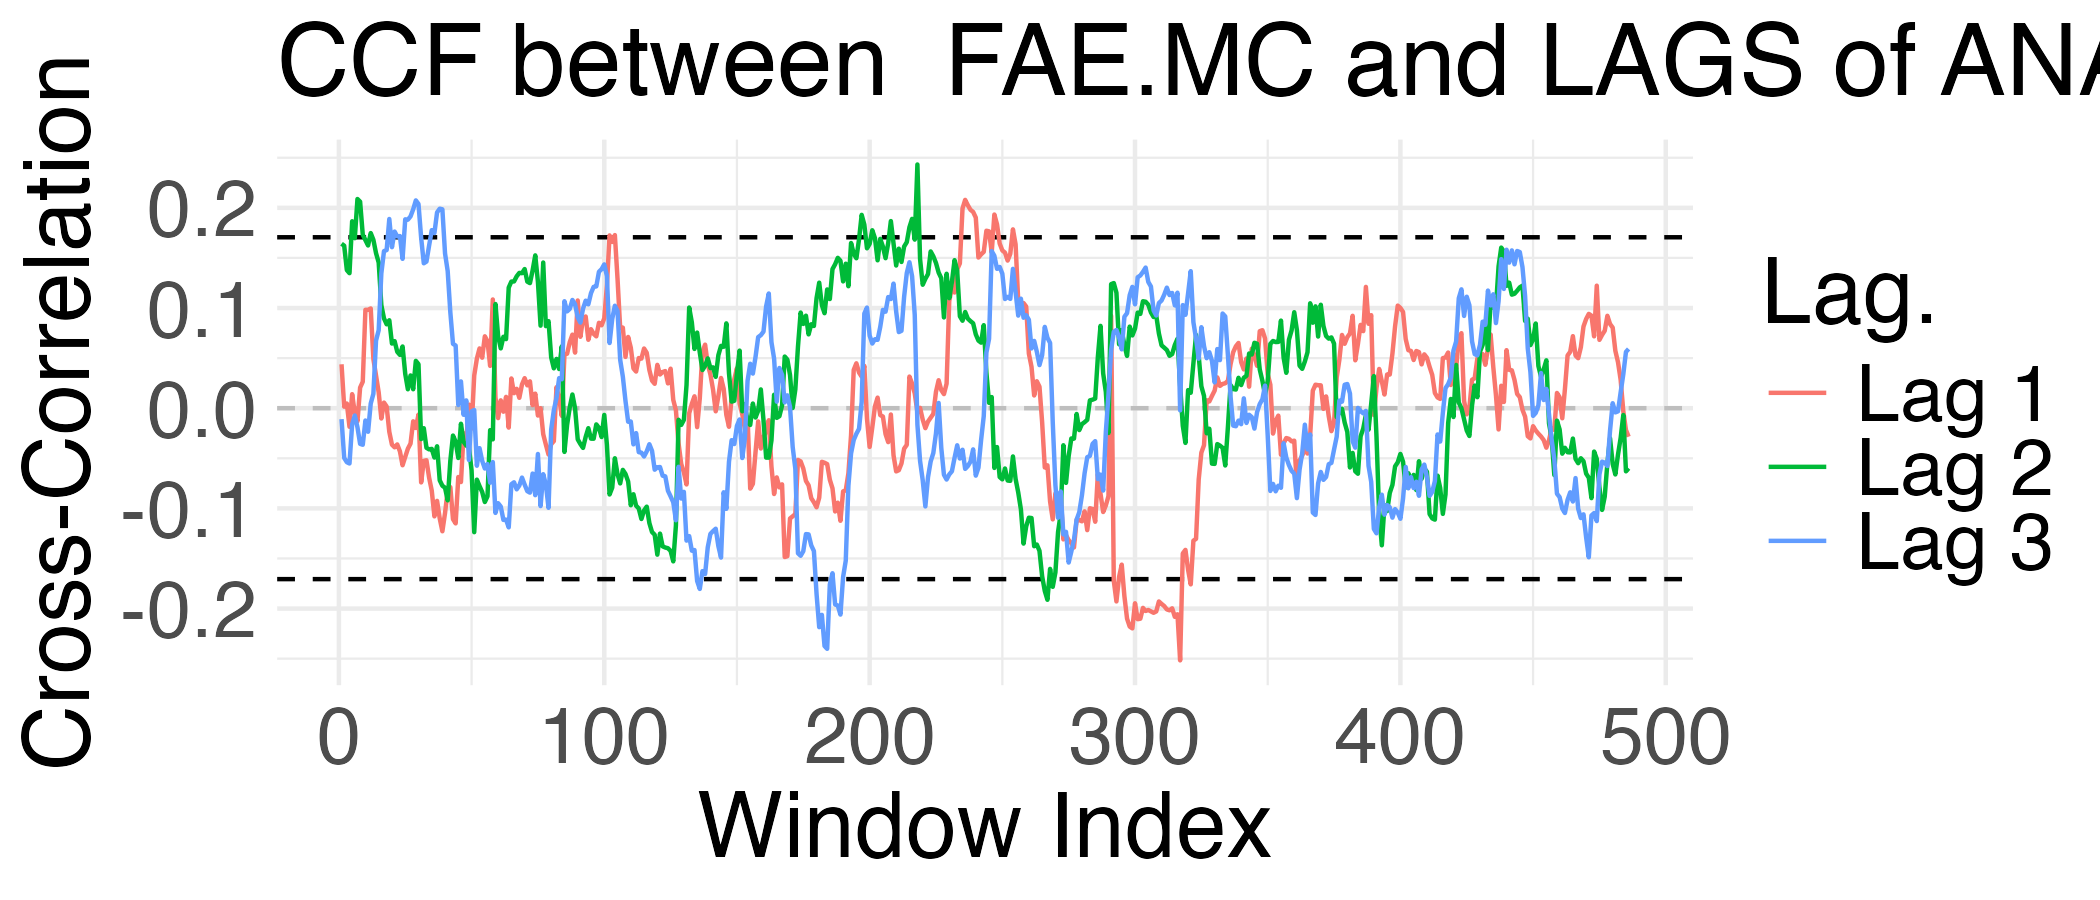 CCF between  FAE.MC and LAGS of ANA
Cross-Correlation
0.2
0.1
0.0
-0.1
-0.2
0 100 200 300 400 500
Window Index
Lag.
Lag 1
Lag 2
Lag 3